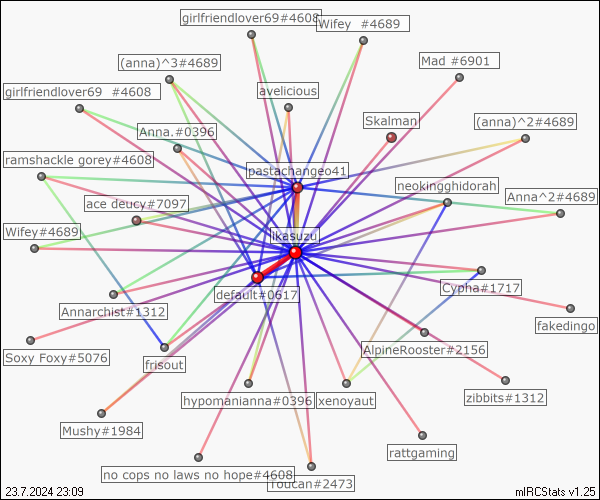 girlfriendlover69#4608
Wifey  #4689
(anna)^3#4689
Mad #6901
girlfriendlover69  #4608
avelicious
Skalman
(anna)^2#4689
Anna.#0396
ramshackle gorey#4608
pastachangeo41
neokingghidorah
Anna^2#4689
ace deucy#7097
Wifey#4689
ikasuzu
Cypha#1717
default#0617
Annarchist#1312
fakedingo
AlpineRooster#2156
Soxy Foxy#5076
frisout
zibbits#1312
hypomanianna#0396
xenoyaut
Mushy#1984
rattgaming
no cops no laws no hope#4608
Toucan#2473
23.7.2024 23:09
mIRCStats v1.25